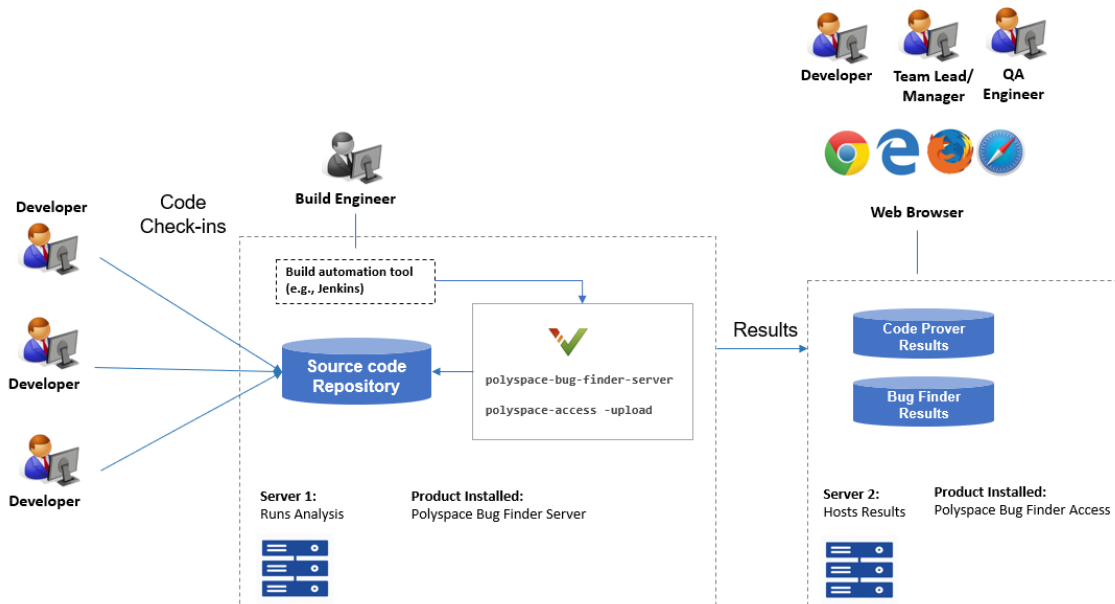 Developer
Team Lead/
Manager
QA
Engineer
Web Browser
Build Engineer
Code
Check-ins
Developer
Developer
Developer
Build automation tool
(e.g., Jenkins)
Source code
Repository
polyspace-bug-finder-server
polyspace-access -upload
Results
Code Prover
Results
Bug Finder
Results
Server 1:
Runs Analysis
Product Installed:
Polyspace Bug Finder Server
Server 2:
Hosts Results
Product Installed:
Polyspace Bug Finder Access